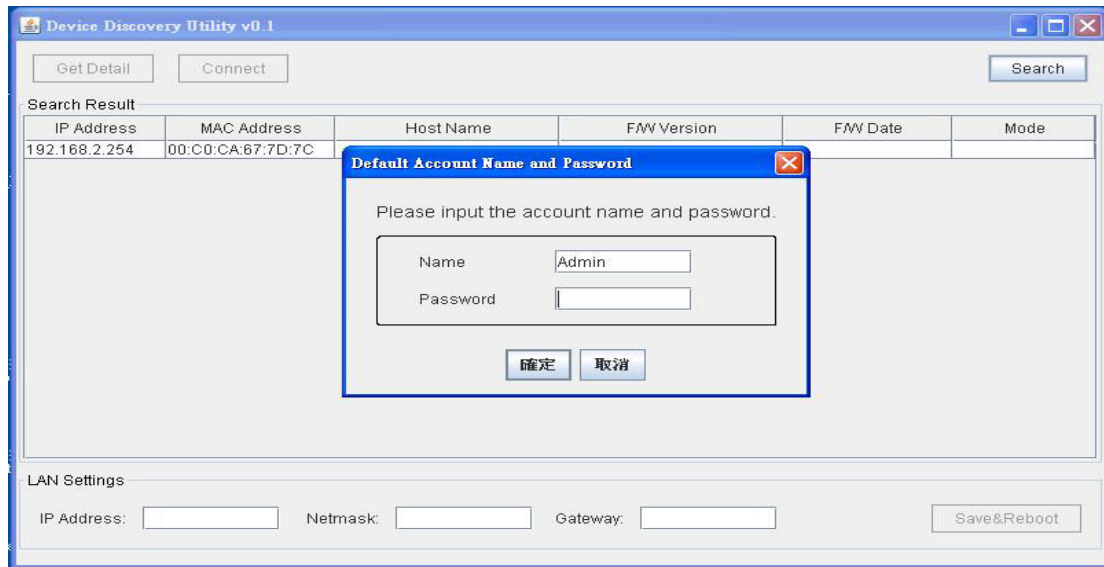 Device Discovery Utility v0.1
Get Detail Connect Search
Search Result
IP Address MAC Address Host Name F/W Version F/W Date Mode
192.168.2.254 00:C0:CA:67:7D:7C
Default Account Name and Password
Please input the account name and password.
Name Admin
Password
確定 取消
LAN Settings
IP Address: Netmask: Gateway: Save&Reboot